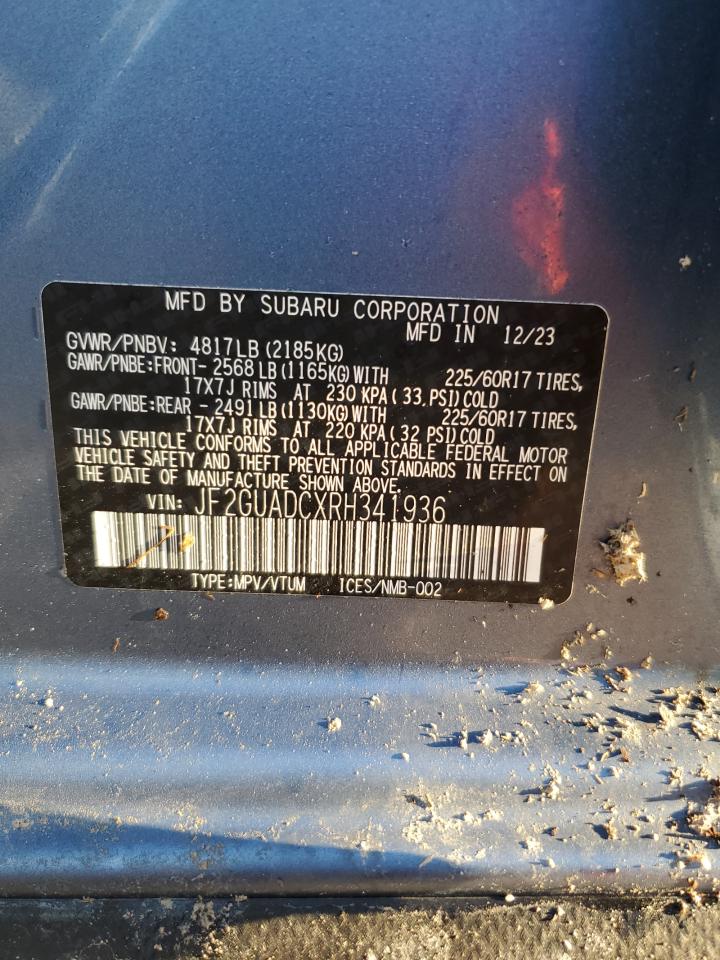 MFD BY SUBARU CORPORATION
MFD IN 12/23
GVWR/PNBV: 4817LB (2185KG)
GAWR/PNBE:FRONT- 2568 LB (1165KG) WITH 225/60R17 TIRES,
17X7J RIMS AT 230 KPA ( 33, PSI) COLD
GAWR/PNBE:REAR - 2491 LB (1130KG) WITH 225/60R17 TIRES,
17X7J RIMS AT 220 KPA ( 32 PSI) COLD
THIS VEHICLE CONFORMS TO ALL APPLICABLE FEDERAL MOTOR
VEHICLE SAFETY AND THEFT PREVENTION STANDARDS IN EFFECT ON
THE DATE OF MANUFACTURE SHOWN ABOVE.
VIN: JF2GUADCXRH341936
TYPE:MPV/VTUM ICES/NMB-002